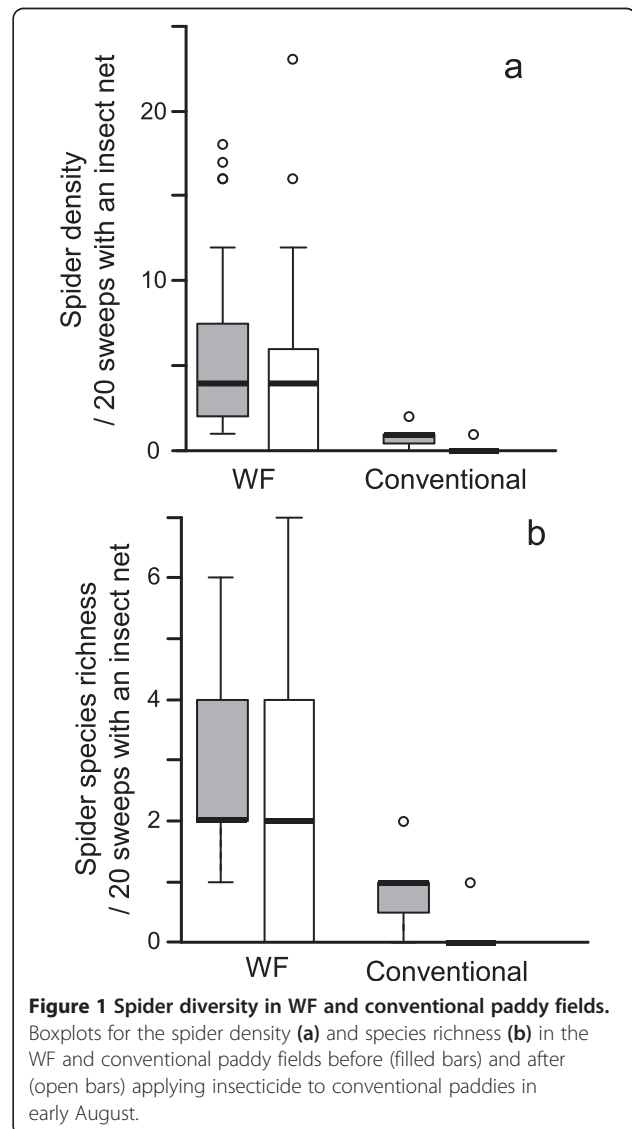 a
20
10
0
Spider density
/ 20 sweeps with an insect net
WF Conventional
b
6
4
2
0
Spider species richness
/ 20 sweeps with an insect net
WF Conventional
Figure 1 Spider diversity in WF and conventional paddy fields.
Boxplots for the spider density (a) and species richness (b) in the
WF and conventional paddy fields before (filled bars) and after
(open bars) applying insecticide to conventional paddies in
early August.